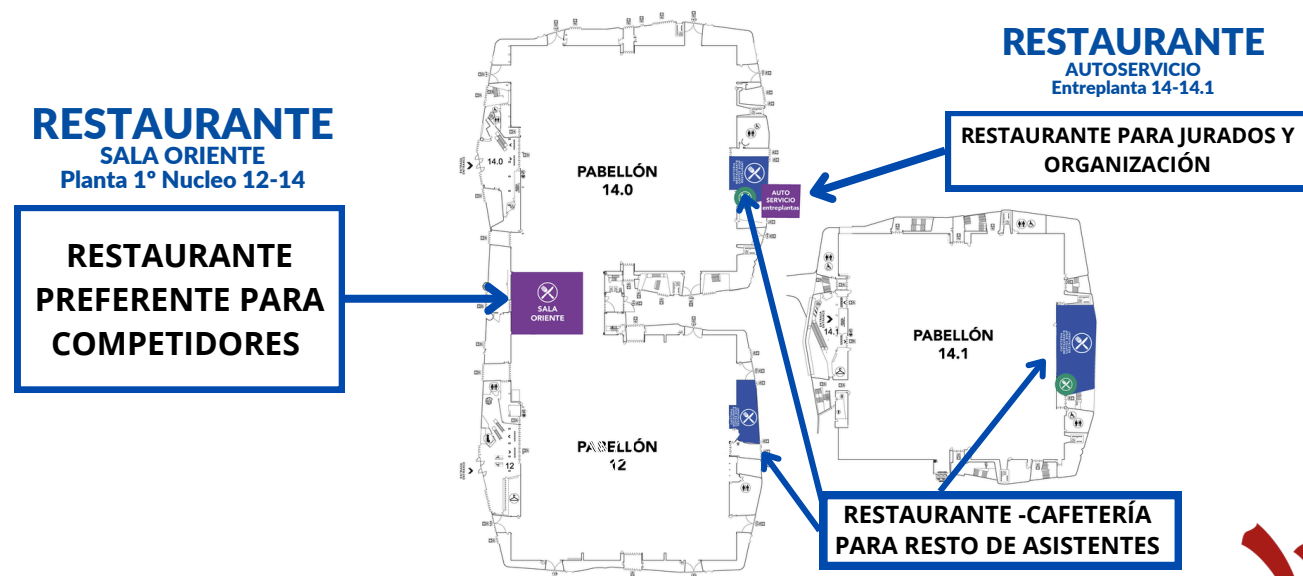 RESTAURANTE
SALA ORIENTE
Planta 1º Nucleo 12-14
RESTAURANTE
PREFERENTE PARA
COMPETIDORES
RESTAURANTE
AUTOSERVICIO
Entreplanta 14-14.1
RESTAURANTE PARA JURADOS Y
ORGANIZACIÓN
PABELLÓN
14.0
14.0
AUTO
SERVICIO
entreplantas
SALA
ORIENTE
PABELLÓN
14.1
14.1
PABELLÓN
12
12
RESTAURANTE -CAFETERÍA
PARA RESTO DE ASISTENTES